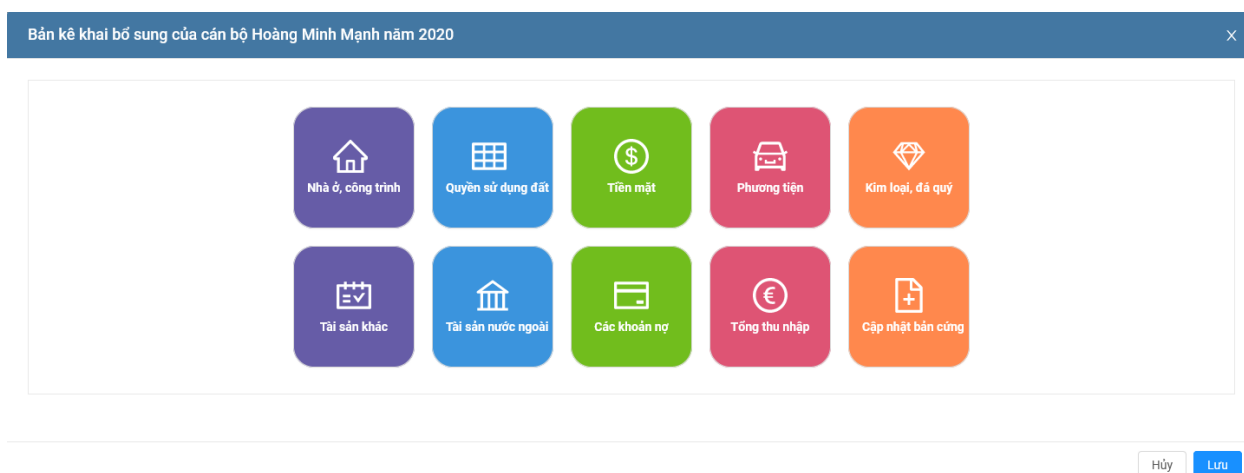 Bản kê khai bổ sung của cán bộ Hoàng Minh Mạnh năm 2020
Nhà ở, công trình
Quyền sử dụng đất
Tiền mặt
Phương tiện
Kim loại, đá quý
Tài sản khác
Tài sản nước ngoài
Các khoản nợ
Tổng thu nhập
Cập nhật bản cứng
Hủy
Lưu